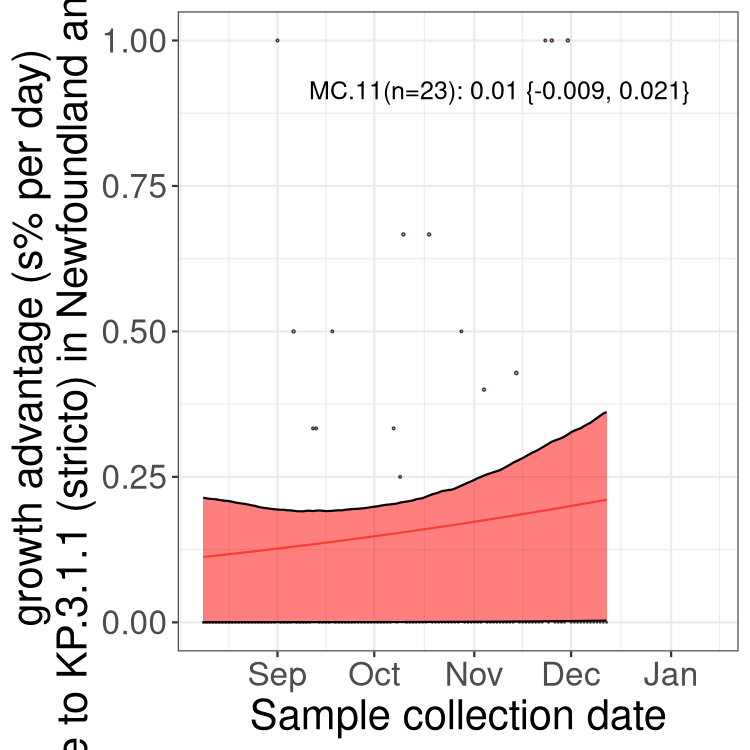 growth advantage (s% per day)
e to KP.3.1.1 (stricto) in Newfoundland an
1.00
0.75
0.50
0.25
0.00
MC.11(n=23): 0.01 {-0.009, 0.021}
Sep Oct Nov Dec Jan
Sample collection date